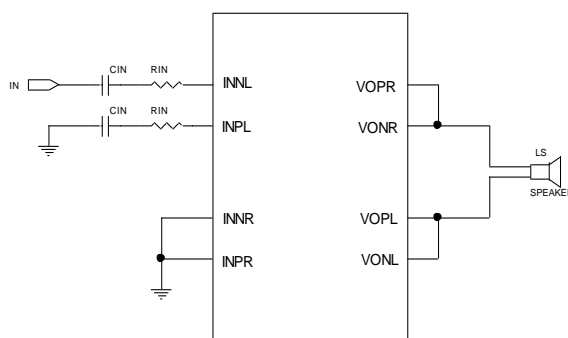 CIN
RIN
IN
INNL
VOPR
CIN
RIN
INPL
VONR
LS
SPEAKER
INNR
VOPL
INPR
VONL